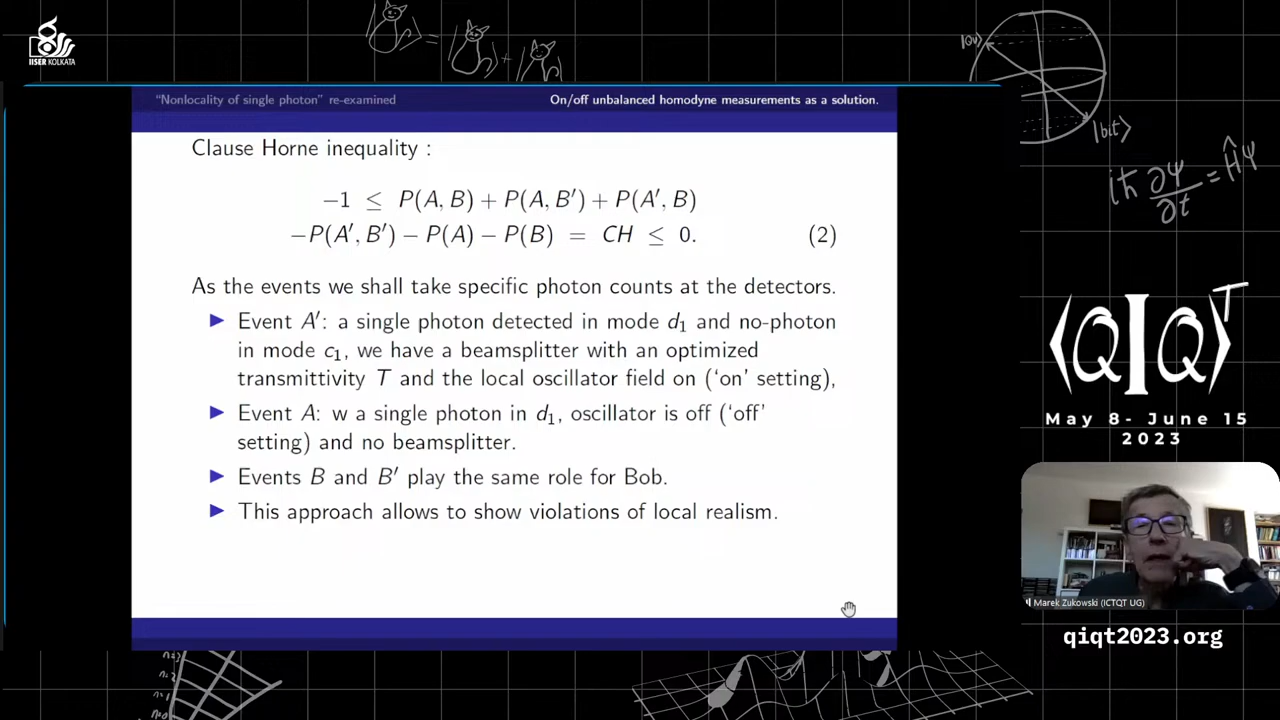 IISER KOLKATA
"Nonlocality of single photon" re-examined
On/off unbalanced homodyne measurements as a solution.
Clause Horne inequality :
−1 ≤ P(A, B) + P(A, B′) + P(A′, B)
−P(A′, B′) − P(A) − P(B) = CH ≤ 0. (2)
As the events we shall take specific photon counts at the detectors.
▶ Event A′: a single photon detected in mode d₁ and no-photon
in mode c₁, we have a beamsplitter with an optimized
transmittivity T and the local oscillator field on ('on' setting),
▶ Event A: w a single photon in d₁, oscillator is off ('off'
setting) and no beamsplitter.
▶ Events B and B′ play the same role for Bob.
▶ This approach allows to show violations of local realism.
iħ ∂ψ/∂t = Ĥψ
⟨QIQ⟩T
May 8- June 15
2023
Marek Zukowski (ICTQT UG)
qiqt2023.org